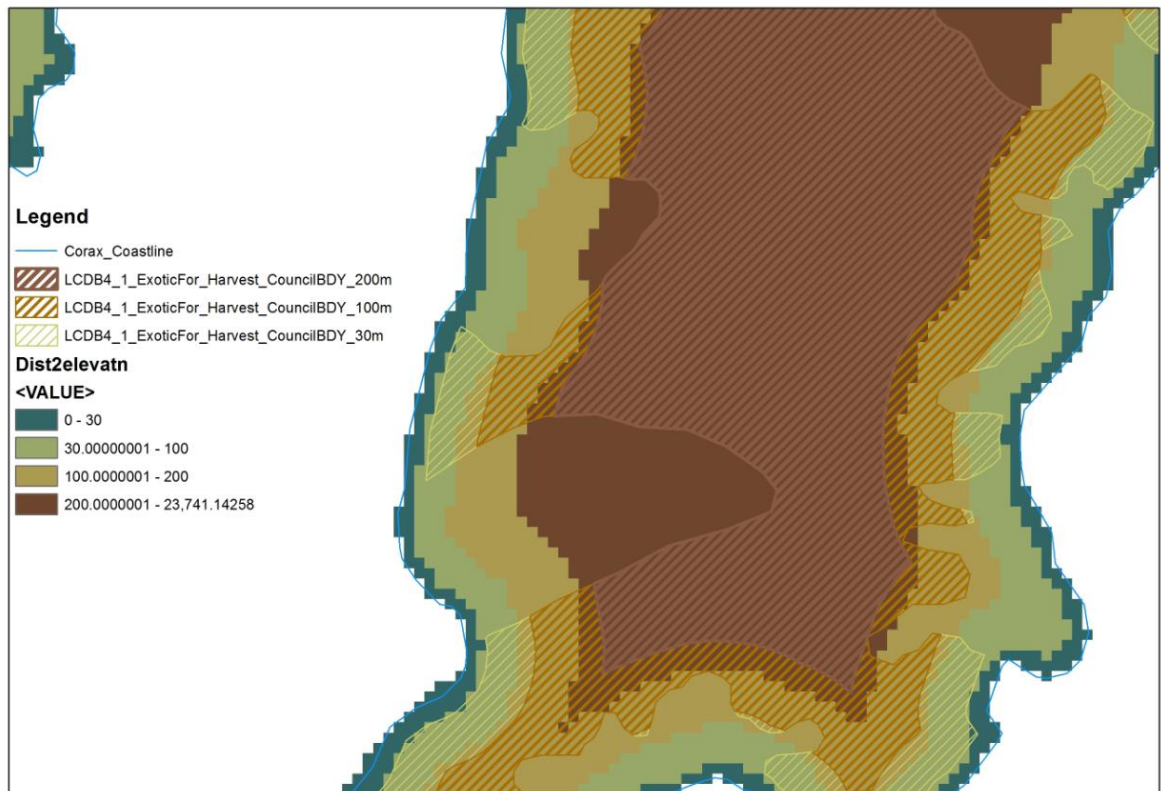 Legend
Corax_Coastline
LCDB4_1_ExoticFor_Harvest_CouncilBDY_200m
LCDB4_1_ExoticFor_Harvest_CouncilBDY_100m
LCDB4_1_ExoticFor_Harvest_CouncilBDY_30m
Dist2elevatn
<VALUE>
0 - 30
30.00000001 - 100
100.0000001 - 200
200.0000001 - 23,741.14258